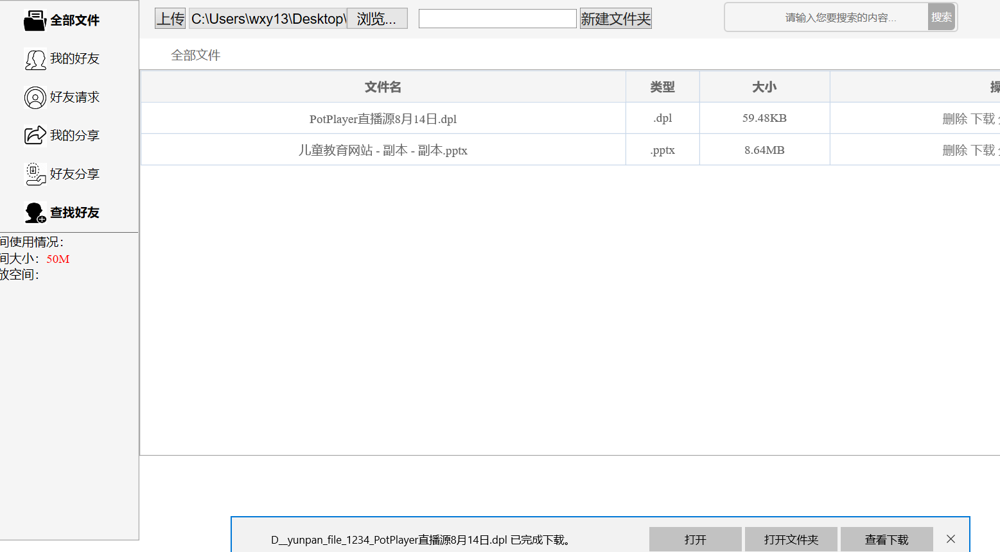 全部文件
我的好友
好友请求
我的分享
好友分享
查找好友
间使用情况：
间大小：50M
放空间：
上传 C:\Users\wxy13\Desktop\ 浏览... 新建文件夹 请输入您要搜索的内容... 搜索
全部文件
文件名 类型 大小
PotPlayer直播源8月14日.dpl .dpl 59.48KB 删除 下载
儿童教育网站 - 副本 - 副本.pptx .pptx 8.64MB 删除 下载
D__yunpan_file_1234_PotPlayer直播源8月14日.dpl 已完成下载。 打开 打开文件夹 查看下载